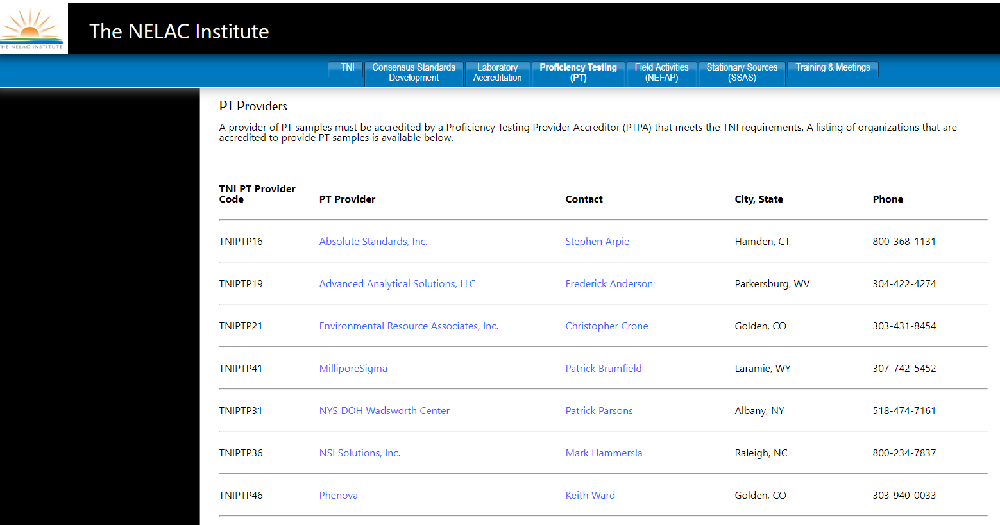 THE NELAC INSTITUTE
The NELAC Institute
TNI
Consensus Standards
Development
Laboratory
Accreditation
Proficiency Testing
(PT)
Field Activities
(NEFAP)
Stationary Sources
(SSAS)
Training & Meetings
PT Providers
A provider of PT samples must be accredited by a Proficiency Testing Provider Accreditor (PTPA) that meets the TNI requirements. A listing of organizations that are
accredited to provide PT samples is available below.
TNI PT Provider
Code PT Provider Contact City, State Phone
TNIPTP16 Absolute Standards, Inc. Stephen Arpie Hamden, CT 800-368-1131
TNIPTP19 Advanced Analytical Solutions, LLC Frederick Anderson Parkersburg, WV 304-422-4274
TNIPTP21 Environmental Resource Associates, Inc. Christopher Crone Golden, CO 303-431-8454
TNIPTP41 MilliporeSigma Patrick Brumfield Laramie, WY 307-742-5452
TNIPTP31 NYS DOH Wadsworth Center Patrick Parsons Albany, NY 518-474-7161
TNIPTP36 NSI Solutions, Inc. Mark Hammersla Raleigh, NC 800-234-7837
TNIPTP46 Phenova Keith Ward Golden, CO 303-940-0033